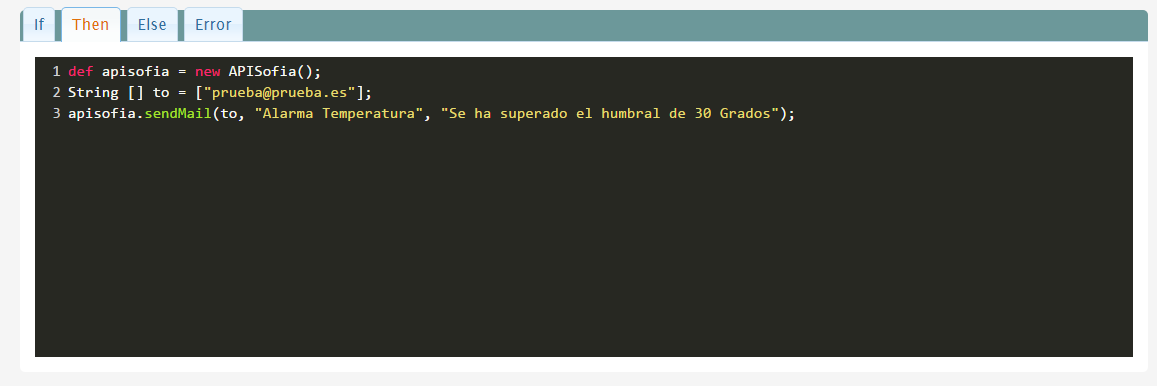 If Then Else Error
1 def apisofia = new APISofia();
2 String [] to = ["prueba@prueba.es"];
3 apisofia.sendMail(to, "Alarma Temperatura", "Se ha superado el humbral de 30 Grados");